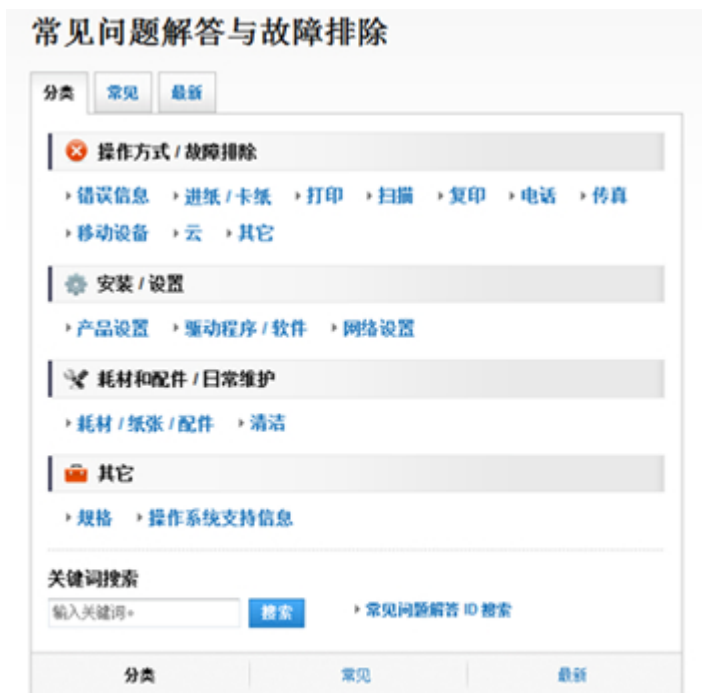 常见问题解答与故障排除
分类 常见 最新
操作方式 / 故障排除
错误信息 进纸 / 卡纸 打印 扫描 复印 电话 传真
移动设备 云 其它
安装 / 设置
产品设置 驱动程序 / 软件 网络设置
耗材和配件 / 日常维护
耗材 / 纸张 / 配件 清洁
其它
规格 操作系统支持信息
关键词搜索
输入关键词。 搜索 常见问题解答 ID 搜索
分类 常见 最新